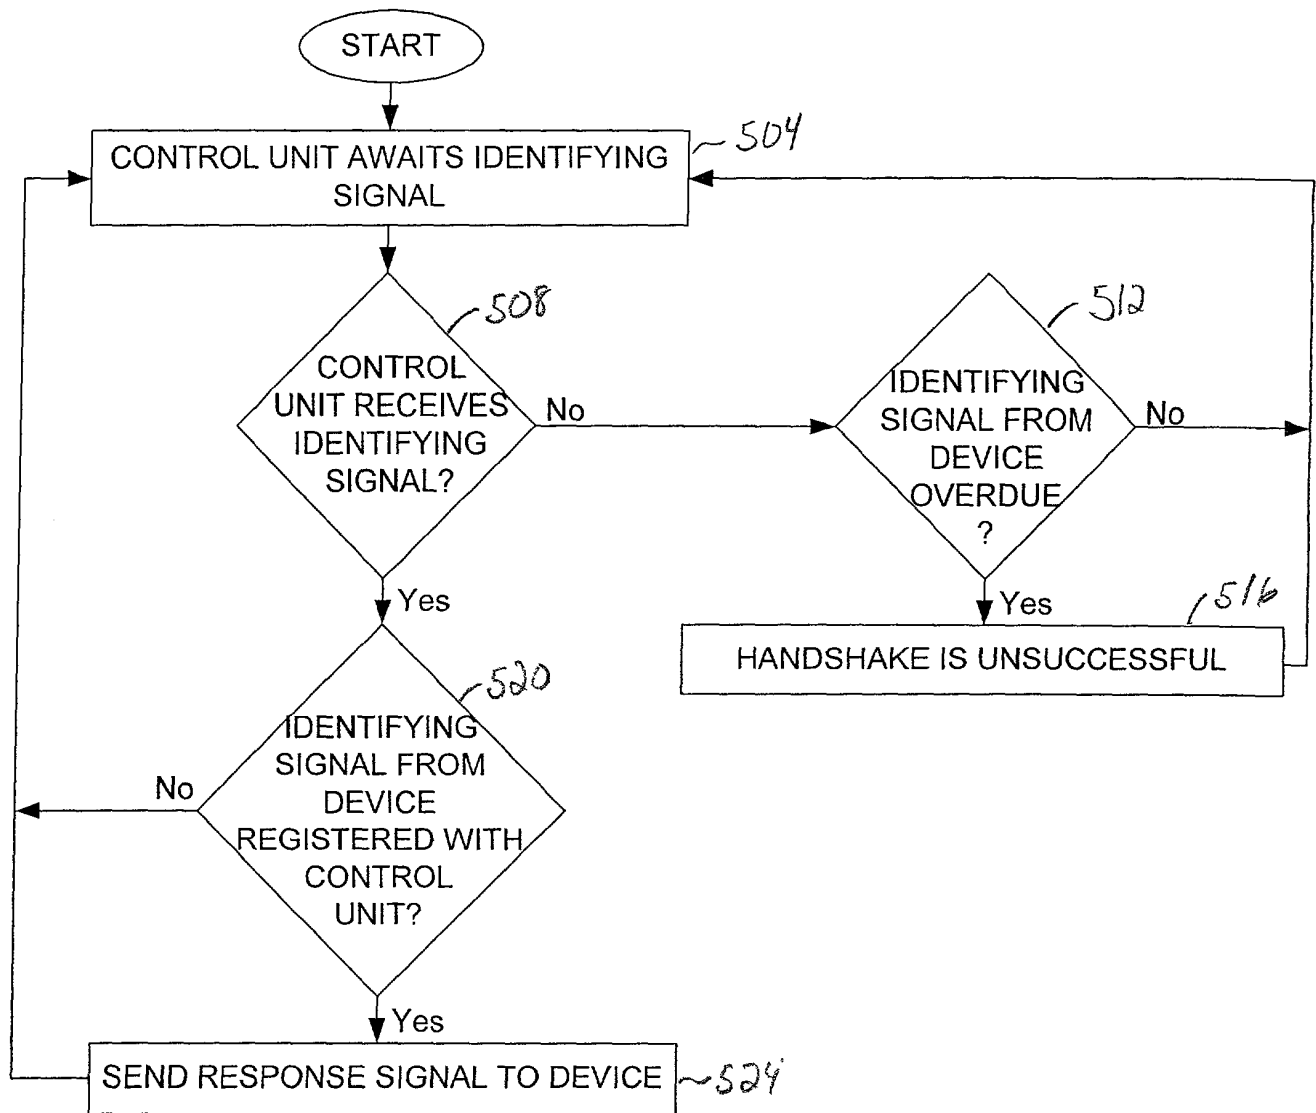 START
CONTROL UNIT AWAITS IDENTIFYING
SIGNAL
504
CONTROL
UNIT RECEIVES
IDENTIFYING
SIGNAL?
508
No
Yes
IDENTIFYING
SIGNAL FROM
DEVICE
OVERDUE
?
512
No
Yes
HANDSHAKE IS UNSUCCESSFUL
516
IDENTIFYING
SIGNAL FROM
DEVICE
REGISTERED WITH
CONTROL
UNIT?
520
No
Yes
SEND RESPONSE SIGNAL TO DEVICE
524